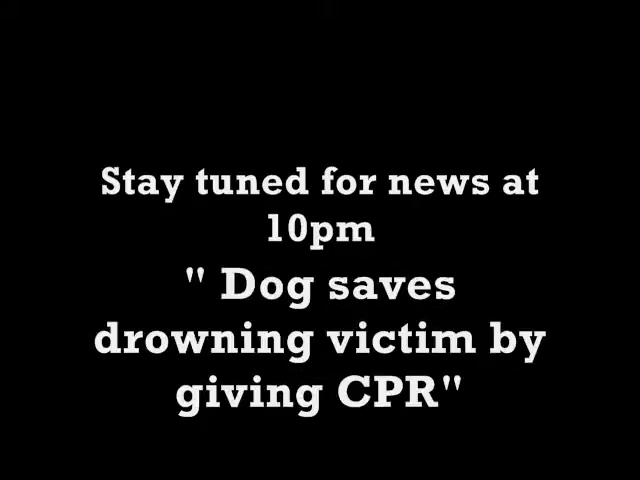 Stay tuned for news at
10pm
" Dog saves
drowning victim by
giving CPR"